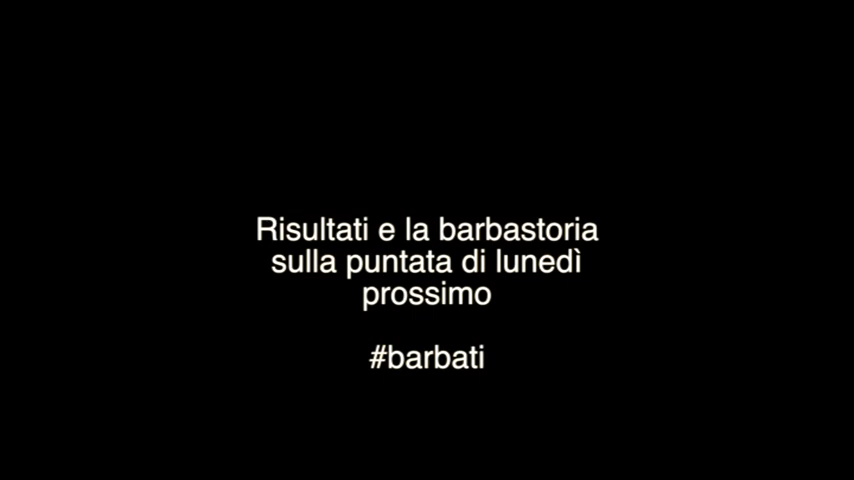 Risultati e la barbastoria
sulla puntata di lunedì
prossimo
#barbati